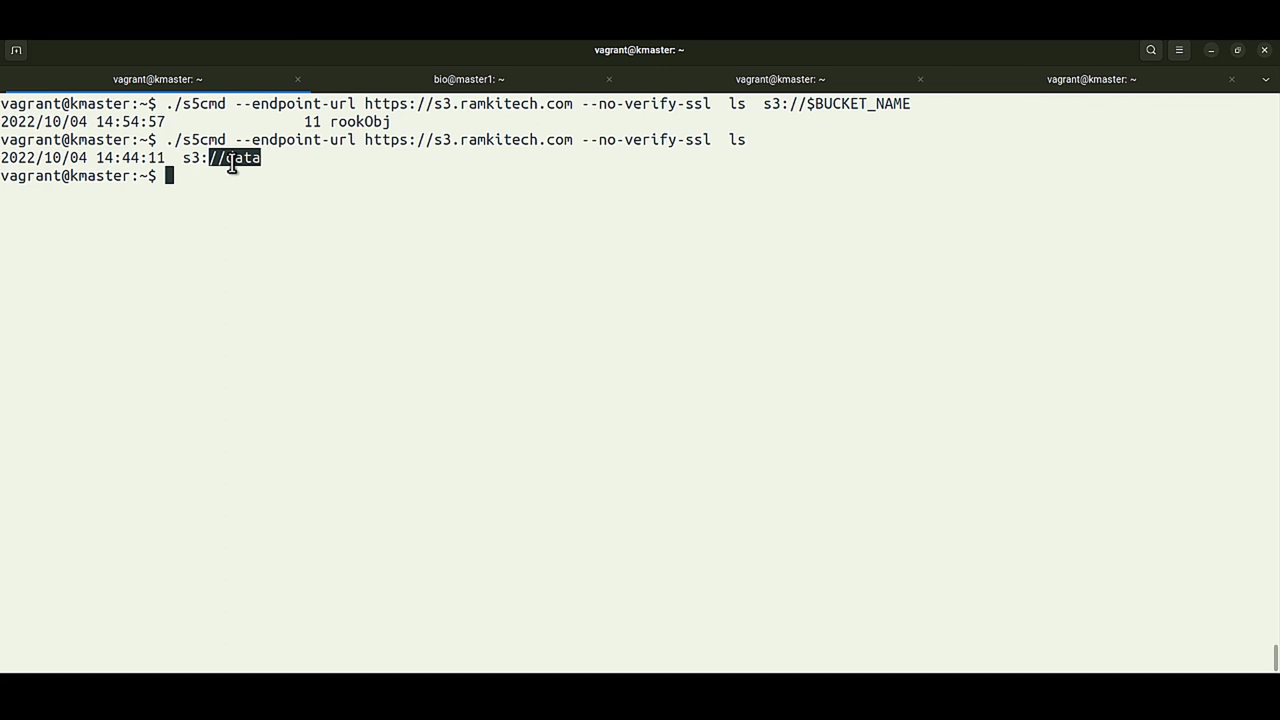 vagrant@kmaster: ~
vagrant@kmaster: ~
bio@master1: ~
vagrant@kmaster: ~
vagrant@kmaster: ~
vagrant@kmaster:~$ ./s5cmd --endpoint-url https://s3.ramkitech.com --no-verify-ssl  ls  s3://$BUCKET_NAME
2022/10/04 14:54:57                11 rookObj
vagrant@kmaster:~$ ./s5cmd --endpoint-url https://s3.ramkitech.com --no-verify-ssl  ls
2022/10/04 14:44:11  s3://data
vagrant@kmaster:~$